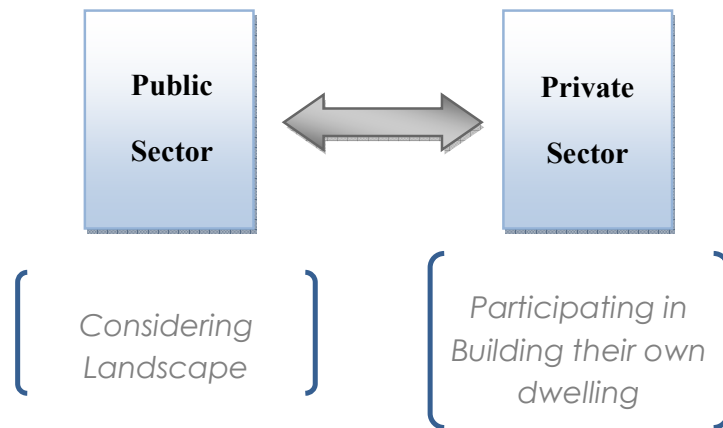 Public
Sector
Private
Sector
Considering
Landscape
Participating in
Building their own
dwelling